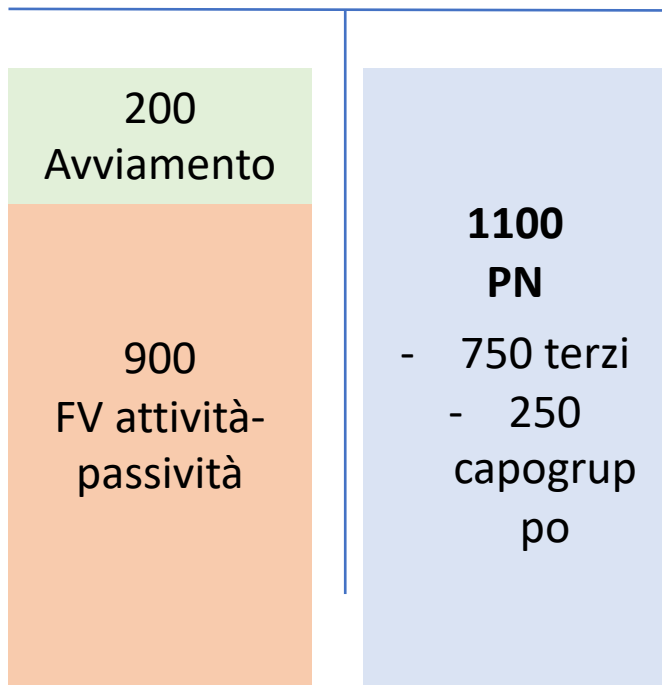 200
Avviamento
900
FV attività-
passività
1100
PN
- 750 terzi
- 250
capogrup
po